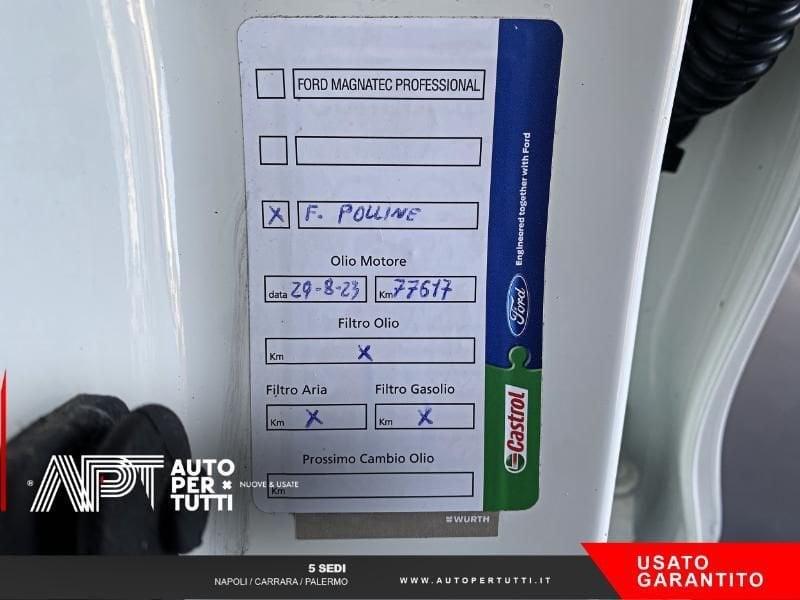 FORD MAGNATEC PROFESSIONAL
X F. POLLINE
Olio Motore
data 29-8-23 Km 77617
Filtro Olio
Km X
Filtro Aria Filtro Gasolio
Km X Km X
Prossimo Cambio Olio
Km
Engineered together with Ford
Ford
Castrol
WÜRTH
® APT AUTO PER TUTTI NUOVE & USATE
5 SEDI
NAPOLI / CARRARA / PALERMO
WWW.AUTOPERTUTTI.IT
USATO
GARANTITO